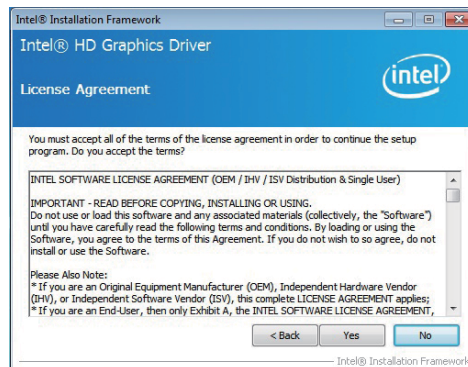 Intel® Installation Framework
Intel® HD Graphics Driver
License Agreement
intel
You must accept all of the terms of the license agreement in order to continue the setup
program. Do you accept the terms?
INTEL SOFTWARE LICENSE AGREEMENT (OEM / IHV / ISV Distribution & Single User)
IMPORTANT - READ BEFORE COPYING, INSTALLING OR USING.
Do not use or load this software and any associated materials (collectively, the "Software")
until you have carefully read the following terms and conditions. By loading or using the
Software, you agree to the terms of this Agreement. If you do not wish to so agree, do not
install or use the Software.
Please Also Note:
* If you are an Original Equipment Manufacturer (OEM), Independent Hardware Vendor
(IHV), or Independent Software Vendor (ISV), this complete LICENSE AGREEMENT applies;
* If you are an End-User, then only Exhibit A, the INTEL SOFTWARE LICENSE AGREEMENT,
< Back
Yes
No
Intel® Installation Framework